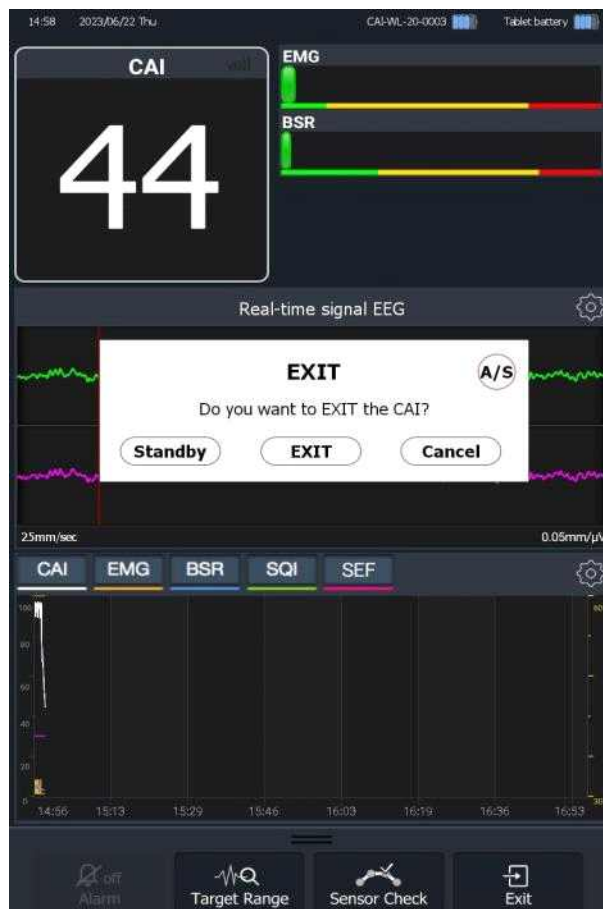 14:58 2023/06/22 Thu CAI-WL-20-0003 Tablet battery
CAI
44
EMG
BSR
Real-time signal EEG
EXIT
A/S
Do you want to EXIT the CAI?
Standby EXIT Cancel
25mm/sec 0.05mm/μV
CAI EMG BSR SQI SEF
100 60
80
60
40
20
0 30
14:56 15:13 15:29 15:46 16:03 16:19 16:36 16:53
off
Alarm Target Range Sensor Check Exit